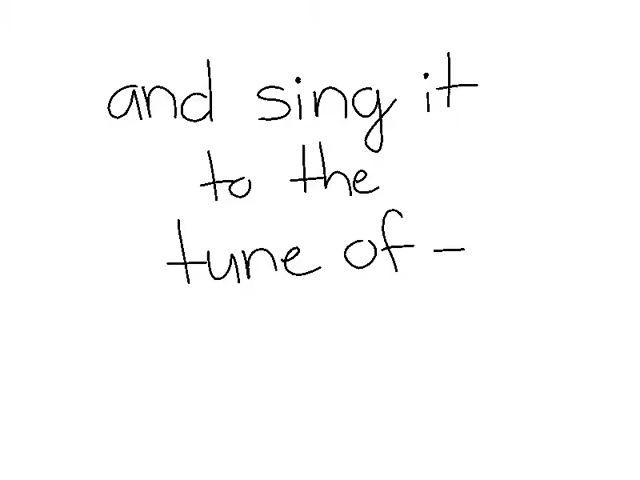 and sing it
to the
tune of -